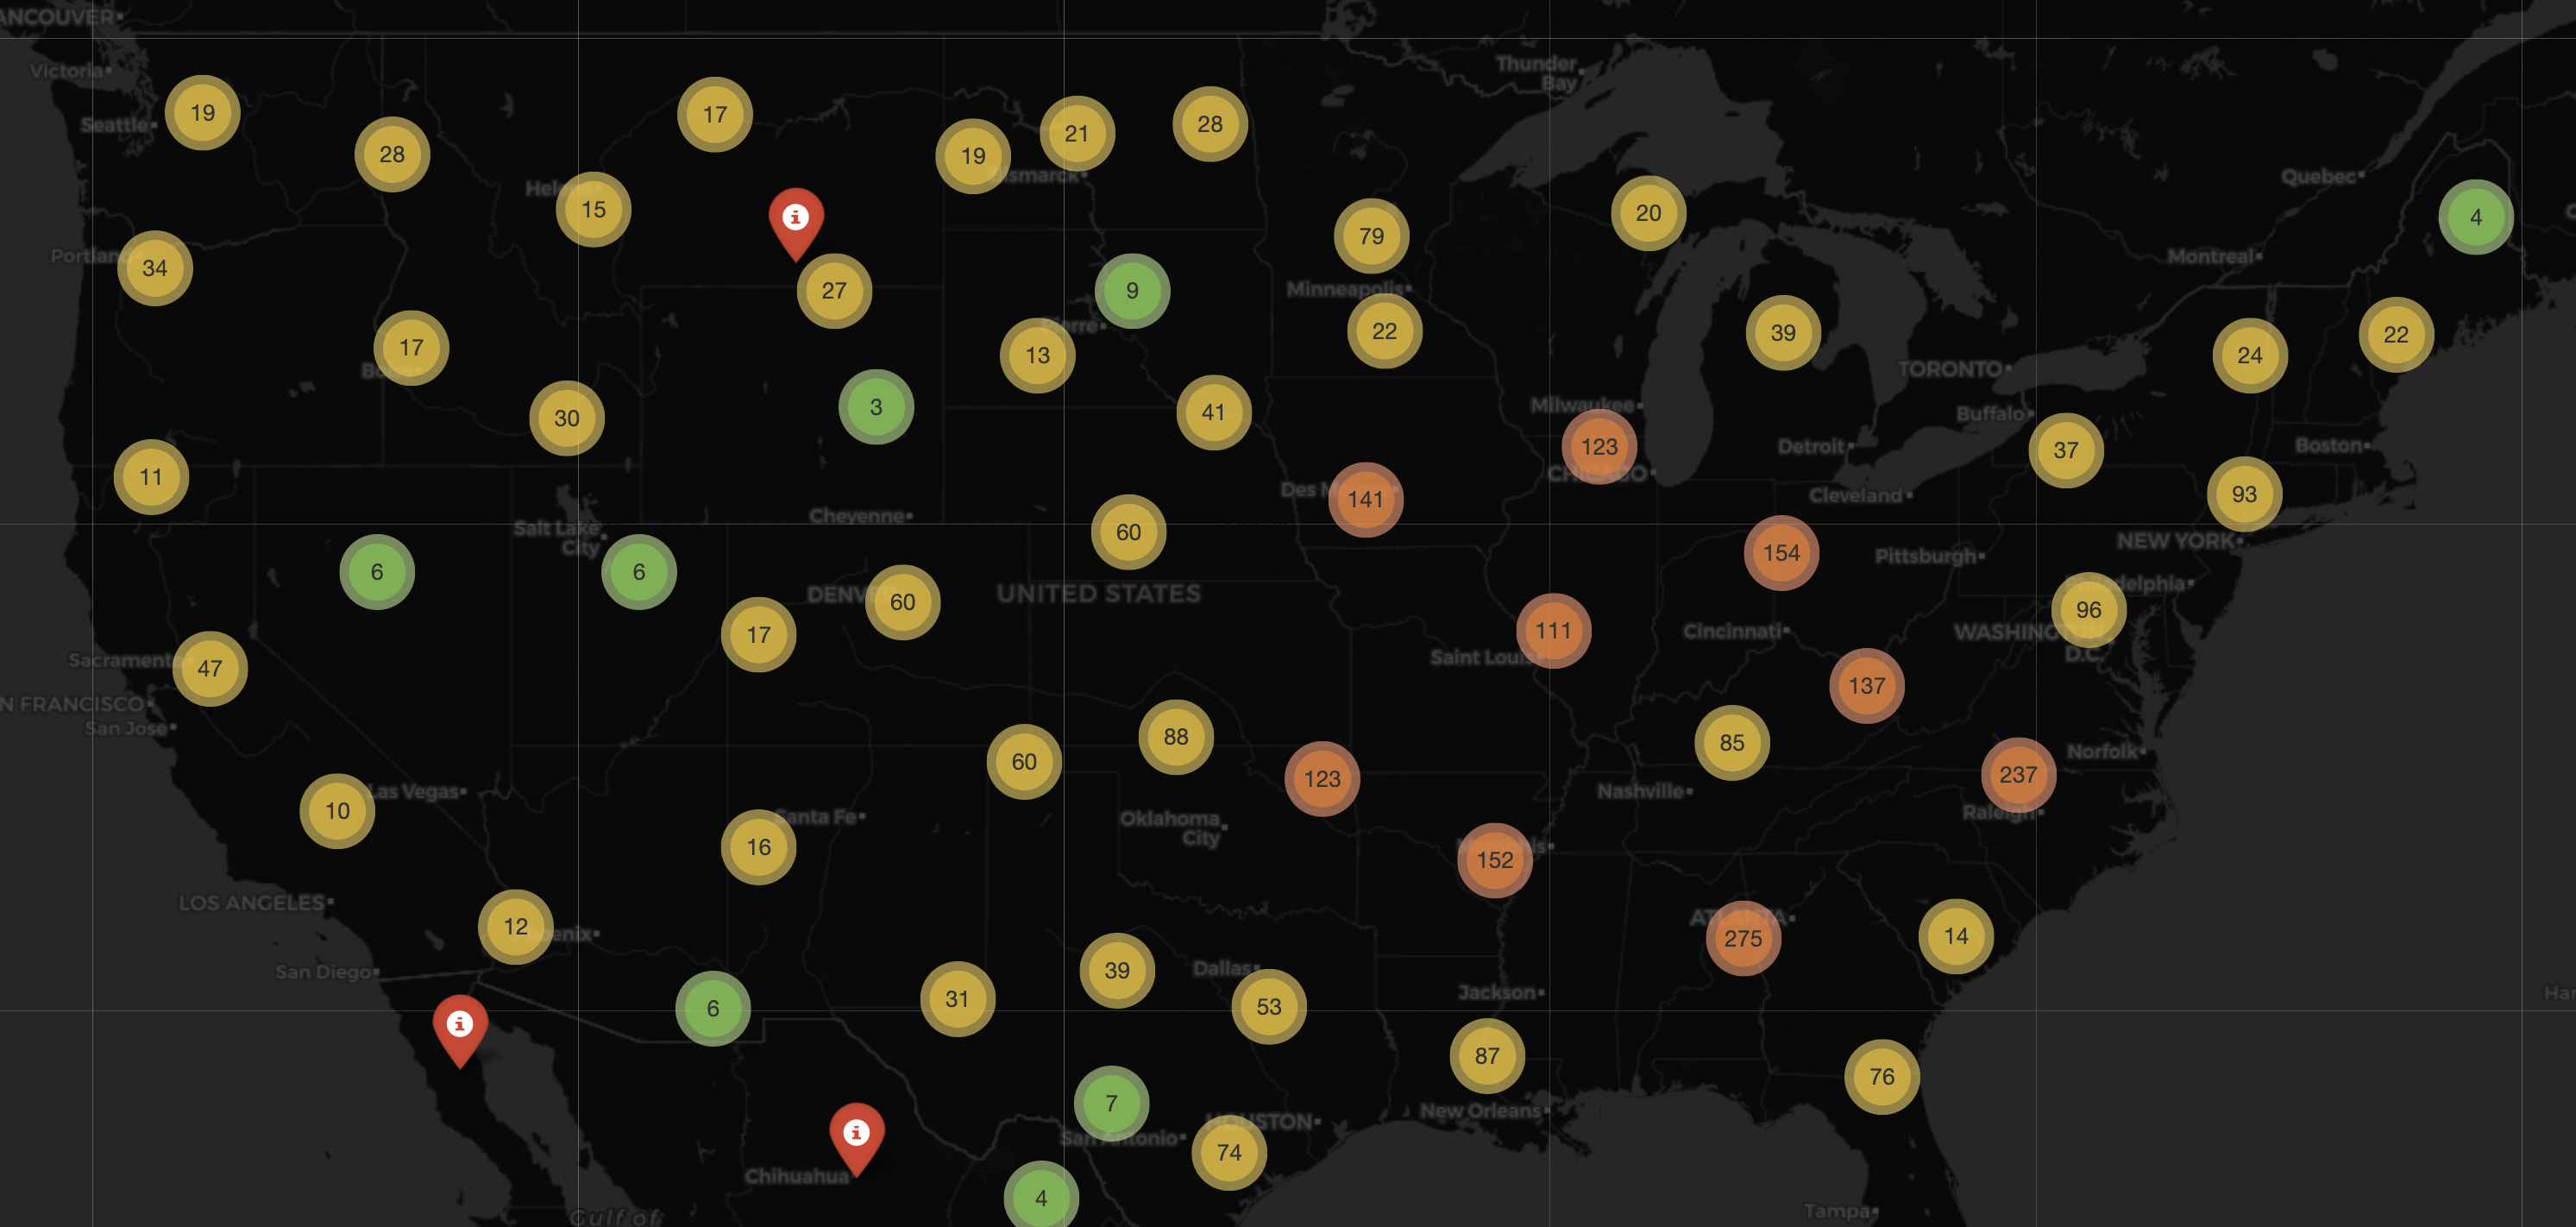 VANCOUVER
Victoria
Thunder
Bay
19
17
28
21
Seattle
28
19
Bismarck
Quebec
Helena
15
20
4
79
Montreal
Portland
34
27
9
Minneapolis
Pierre
22
39
22
17
13
24
TORONTO
Boise
30
3
41
Milwaukee
Buffalo
123
Detroit
37
Boston
11
CHICAGO
Des Moines
141
Cleveland
93
Cheyenne
Salt Lake
City
60
NEW YORK
154
Pittsburgh
6
6
Philadelphia
DENVER
60
UNITED STATES
96
17
111
Cincinnati
WASHINGTON
D.C.
Sacramento
47
Saint Louis
137
N FRANCISCO
San Jose
88
85
Norfolk
60
123
237
Las Vegas
Nashville
10
Raleigh
Santa Fe
Oklahoma
City
16
Memphis
152
LOS ANGELES
ATLANTA
12
Phoenix
275
14
San Diego
39
Dallas
31
Jackson
Har
6
53
87
76
7
HOUSTON
New Orleans
San Antonio
74
Chihuahua
4
Tampa
Gulf of